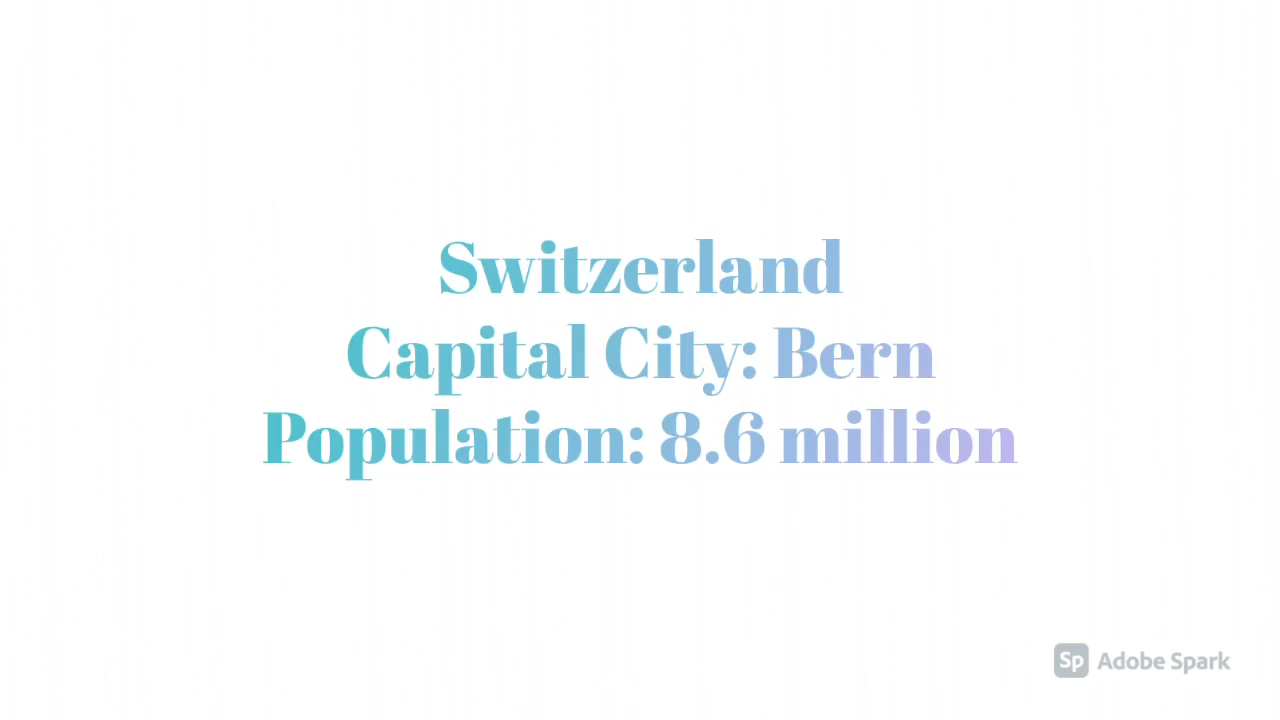 Switzerland
Capital City: Bern
Population: 8.6 million
Sp Adobe Spark